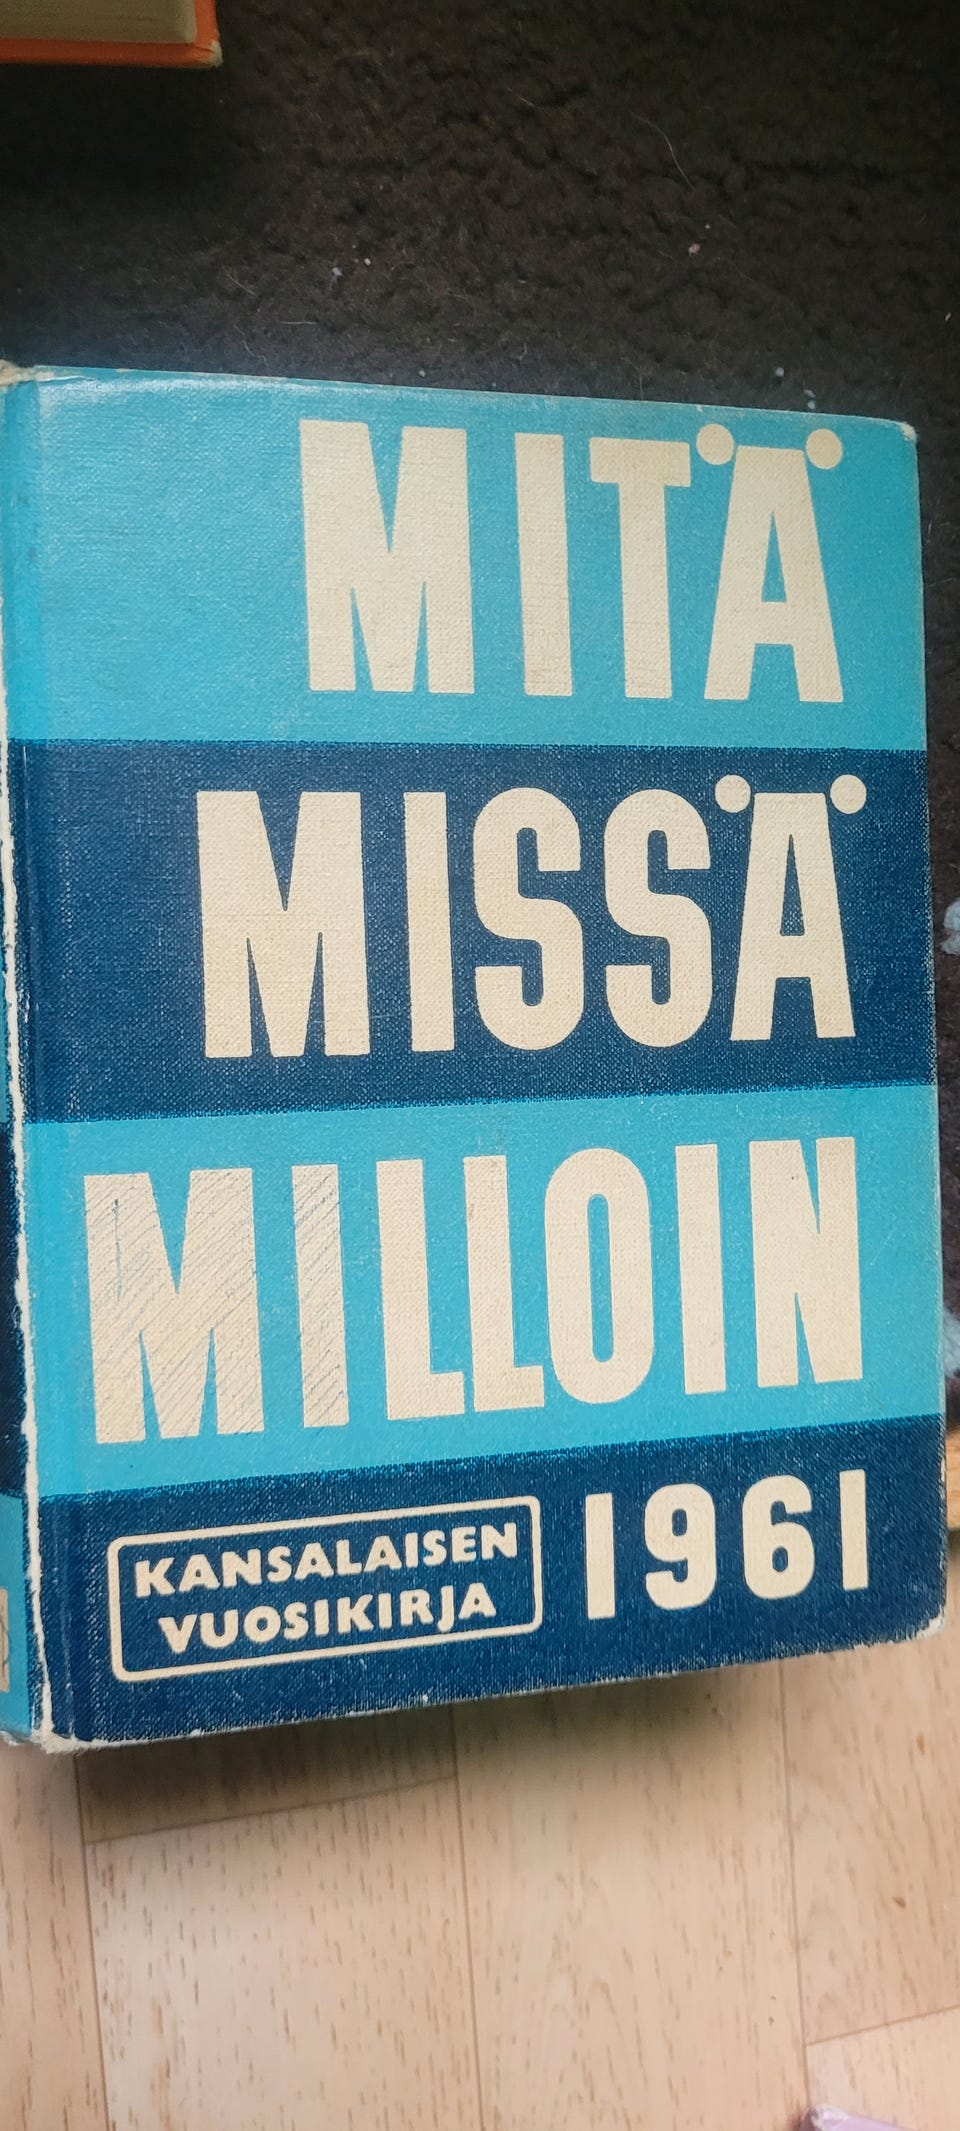 MITÄ
MISSÄ
MILLOIN
KANSALAISEN
VUOSIKIRJA
1961